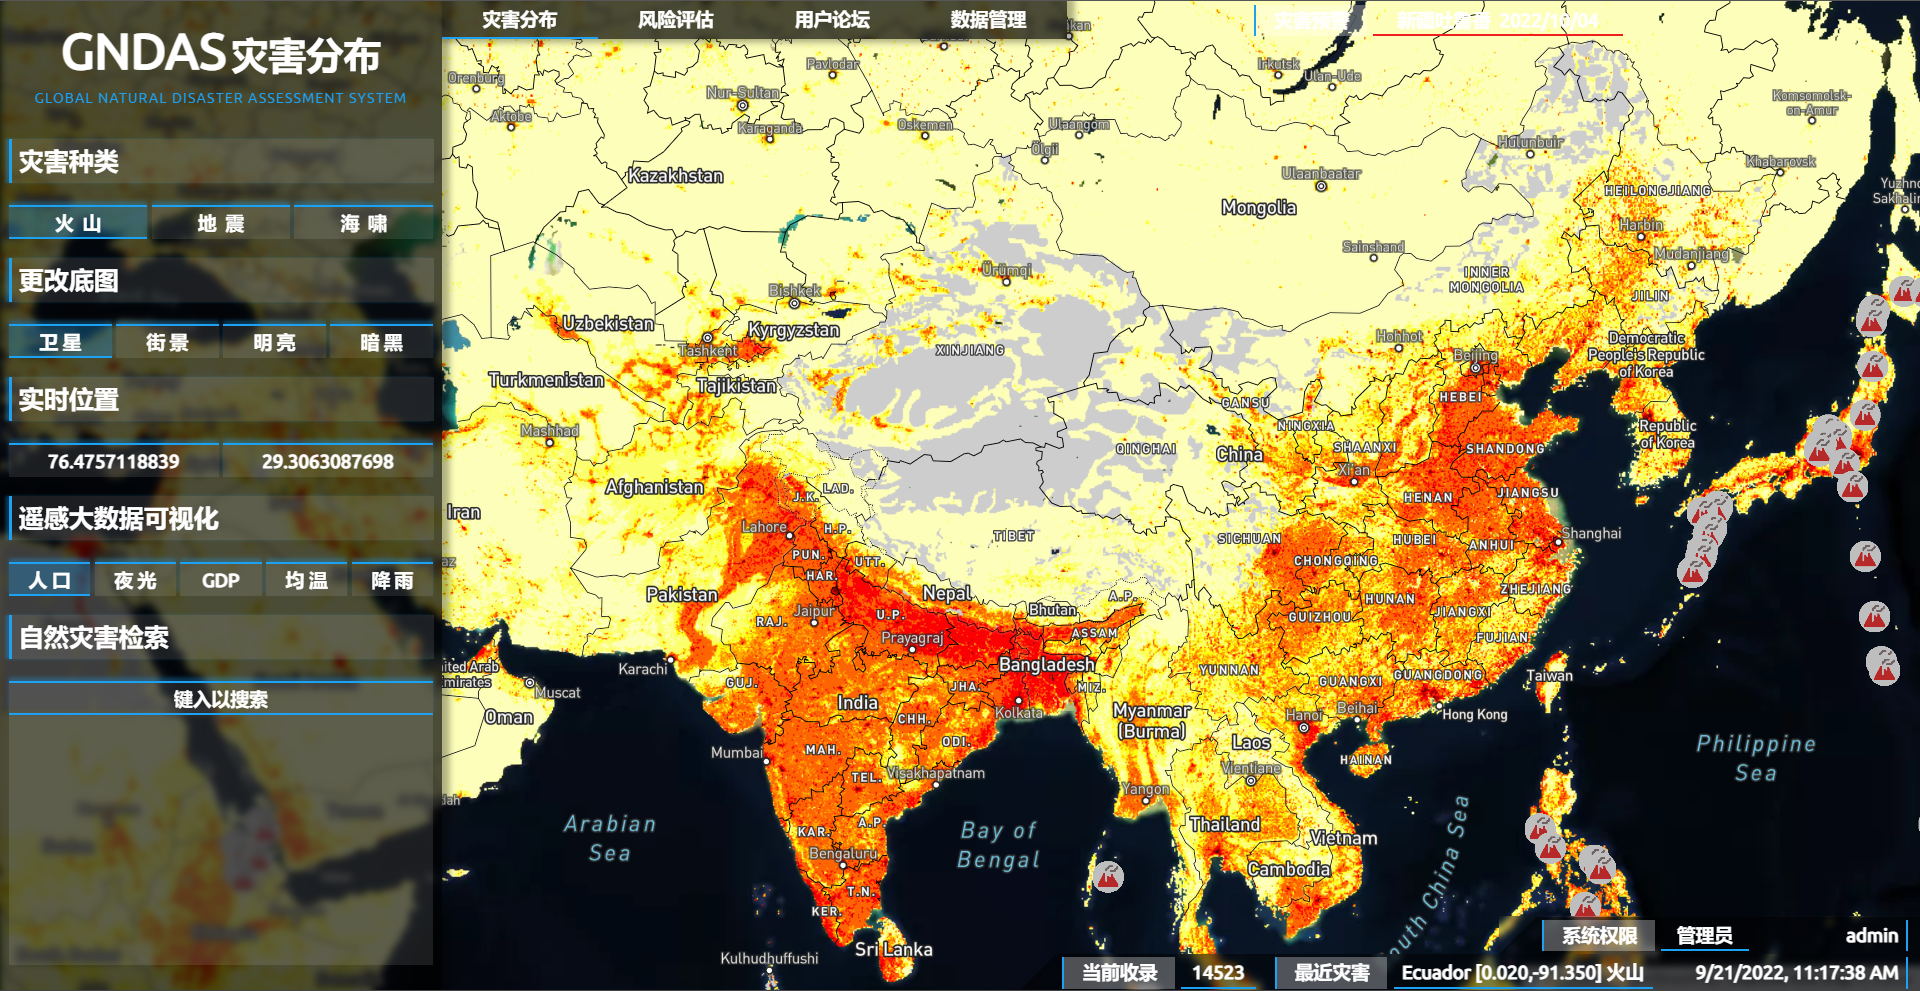 灾害分布
风险评估
用户论坛
数据管理
灾害预警
2022/10/04
GNDAS灾害分布
GLOBAL NATURAL DISASTER ASSESSMENT SYSTEM
灾害种类
火山
地震
海啸
更改底图
卫星
街景
明亮
暗黑
实时位置
76.4757118839
29.3063087698
遥感大数据可视化
人口
夜光
GDP
均温
降雨
自然灾害检索
键入以搜索
Orenburg
Aktobe
Pavlodar
Nur-Sultan
Karaganda
Oskemen
Kazakhstan
Ulaangom
Ölgii
Irkutsk
Ulan-Ude
Ulaanbaatar
Mongolia
Sainshand
Hulunbuir
Komsomolsk-
on-Amur
Khabarovsk
Yuzhno
Sakhalin
HEILONGJIANG
Harbin
Mudanjiang
JILIN
INNER
MONGOLIA
Ürümqi
Bishkek
Uzbekistan
Kyrgyzstan
Tashkent
XINJIANG
Turkmenistan
Tajikistan
Mashhad
Hohhot
Beijing
Democratic
People's Republic
of Korea
HEBEI
GANSU
NINGXIA
SHAANXI
SHANDONG
Republic
of Korea
QINGHAI
China
Xi'an
Afghanistan
Iran
J.K.
LAD.
HENAN
JIANGSU
Lahore
H.P.
TIBET
SICHUAN
HUBEI
ANHUI
Shanghai
PUN.
UTT.
CHONGQING
HAR.
Pakistan
Nepal
A.P.
HUNAN
ZHEJIANG
Jaipur
RAJ.
U.P.
Bhutan
GUIZHOU
JIANGXI
Prayagraj
ASSAM
FUJIAN
Karachi
Bangladesh
YUNNAN
GUANGXI
GUANGDONG
Taiwan
Muscat
GUJ.
JHA.
MIZ.
Oman
India
Kolkata
Myanmar
(Burma)
Hanoi
Beihai
Hong Kong
CHH.
ODI.
Laos
Mumbai
MAH.
HAINAN
TEL.
Visakhapatnam
Vientiane
Yangon
Philippine
Sea
Arabian
Sea
KAR.
A.P.
Bay of
Bengal
Thailand
Vietnam
Bengaluru
Cambodia
T.N.
KER.
South China Sea
Sri Lanka
Kulhudhuffushi
系统权限
管理员
admin
当前收录
14523
最近灾害
Ecuador [0.020,-91.350] 火山
9/21/2022, 11:17:38 AM